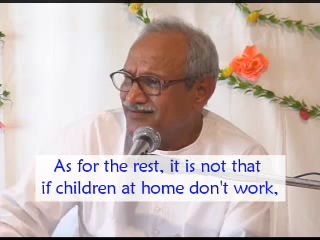 As for the rest, it is not that
if children at home don't work,